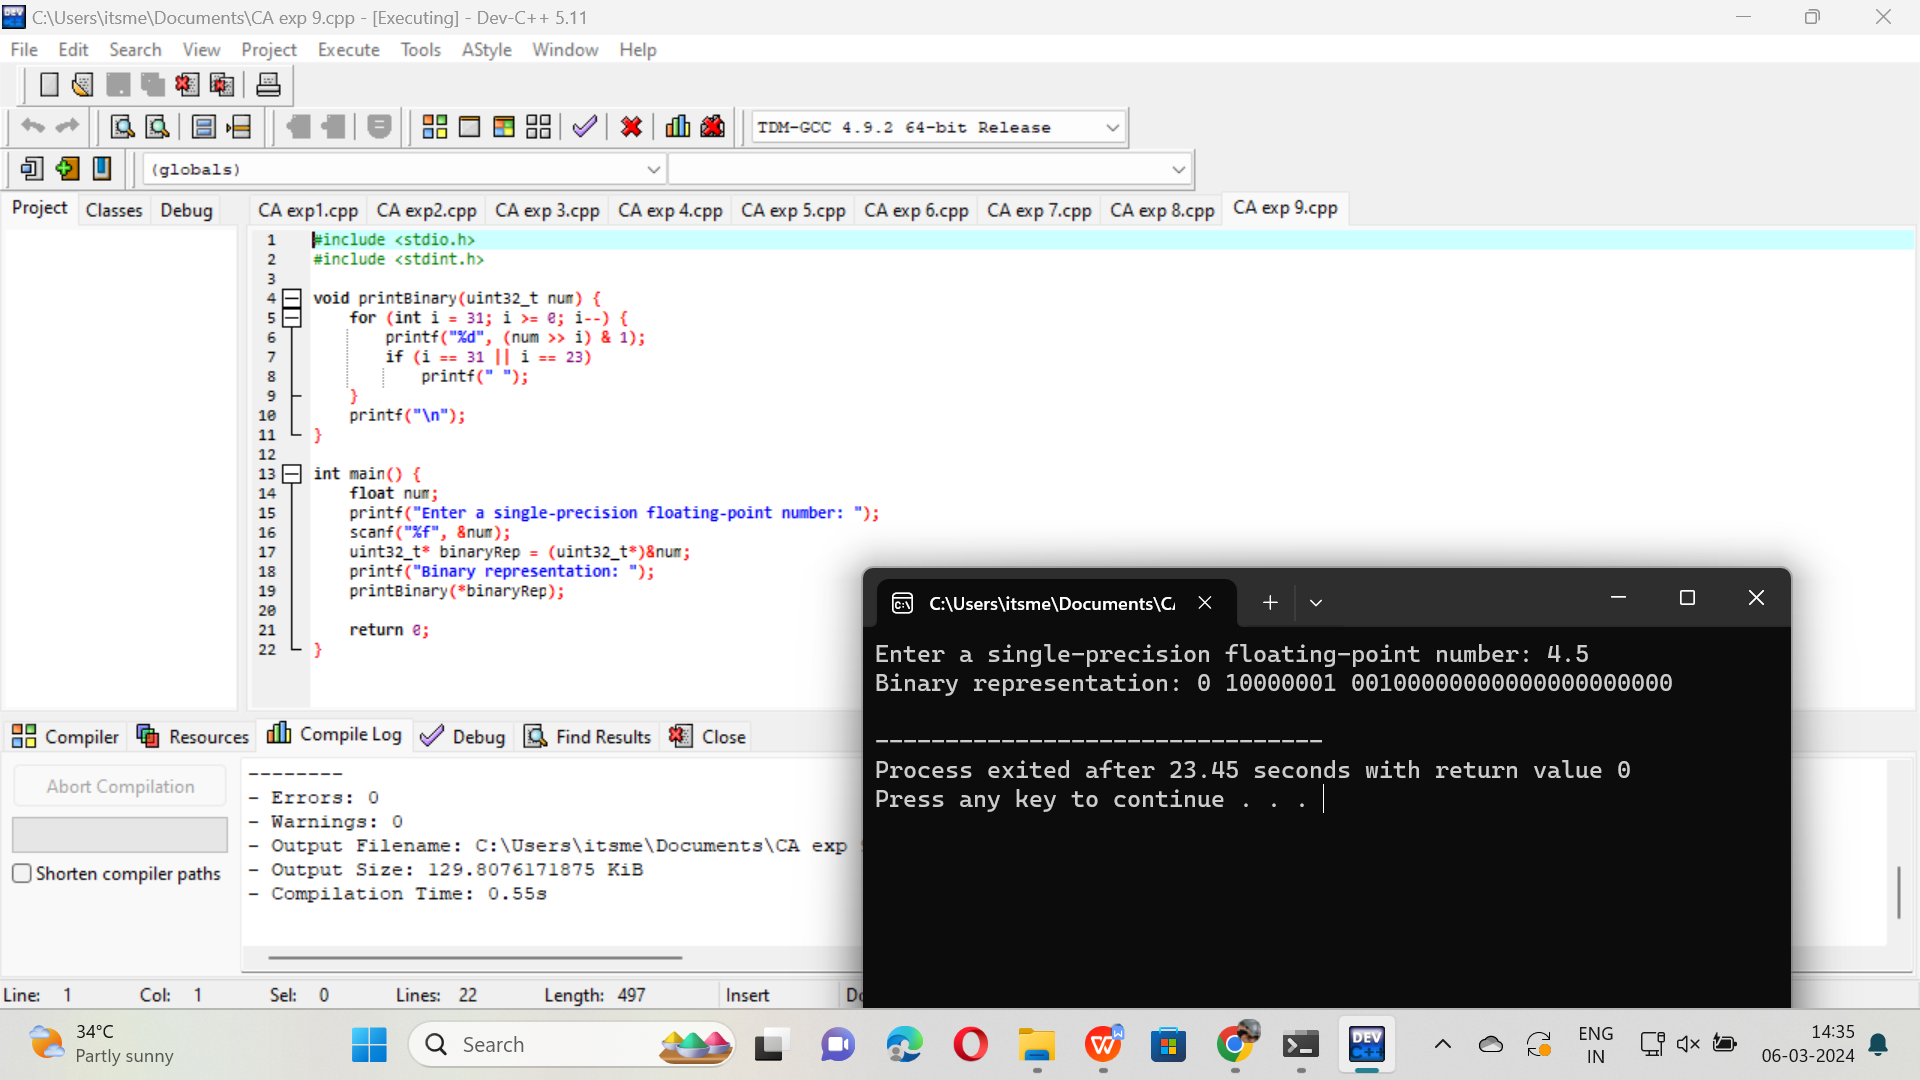 C:\Users\itsme\Documents\CA exp 9.cpp - [Executing] - Dev-C++ 5.11
File Edit Search View Project Execute Tools AStyle Window Help
TDM-GCC 4.9.2 64-bit Release
(globals)
Project Classes Debug CA exp1.cpp CA exp2.cpp CA exp 3.cpp CA exp 4.cpp CA exp 5.cpp CA exp 6.cpp CA exp 7.cpp CA exp 8.cpp CA exp 9.cpp
1 #include <stdio.h>
2 #include <stdint.h>
3
4 void printBinary(uint32_t num) {
5 for (int i = 31; i >= 0; i--) {
6 printf("%d", (num >> i) & 1);
7 if (i == 31 || i == 23)
8 printf(" ");
9 }
10 printf("\n");
11 }
12
13 int main() {
14 float num;
15 printf("Enter a single-precision floating-point number: ");
16 scanf("%f", &num);
17 uint32_t* binaryRep = (uint32_t*)&num;
18 printf("Binary representation: ");
19 printBinary(*binaryRep);
20
21 return 0;
22 }
C:\Users\itsme\Documents\CA
Enter a single-precision floating-point number: 4.5
Binary representation: 0 10000001 00100000000000000000000
--------------------------------
Process exited after 23.45 seconds with return value 0
Press any key to continue . . .
Compiler Resources Compile Log Debug Find Results Close
Abort Compilation
Shorten compiler paths
--------
- Errors: 0
- Warnings: 0
- Output Filename: C:\Users\itsme\Documents\CA exp
- Output Size: 129.8076171875 KiB
- Compilation Time: 0.55s
Line: 1 Col: 1 Sel: 0 Lines: 22 Length: 497 Insert
34°C
Partly sunny
Search
DEV C++
ENG
IN
14:35
06-03-2024